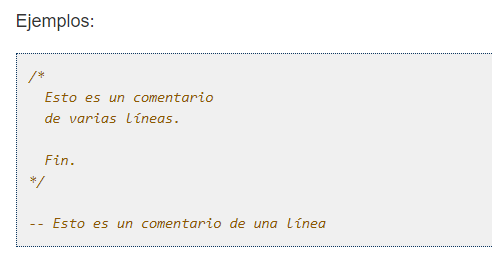 Ejemplos:
/*
Esto es un comentario
de varias líneas.
Fin.
*/
-- Esto es un comentario de una línea